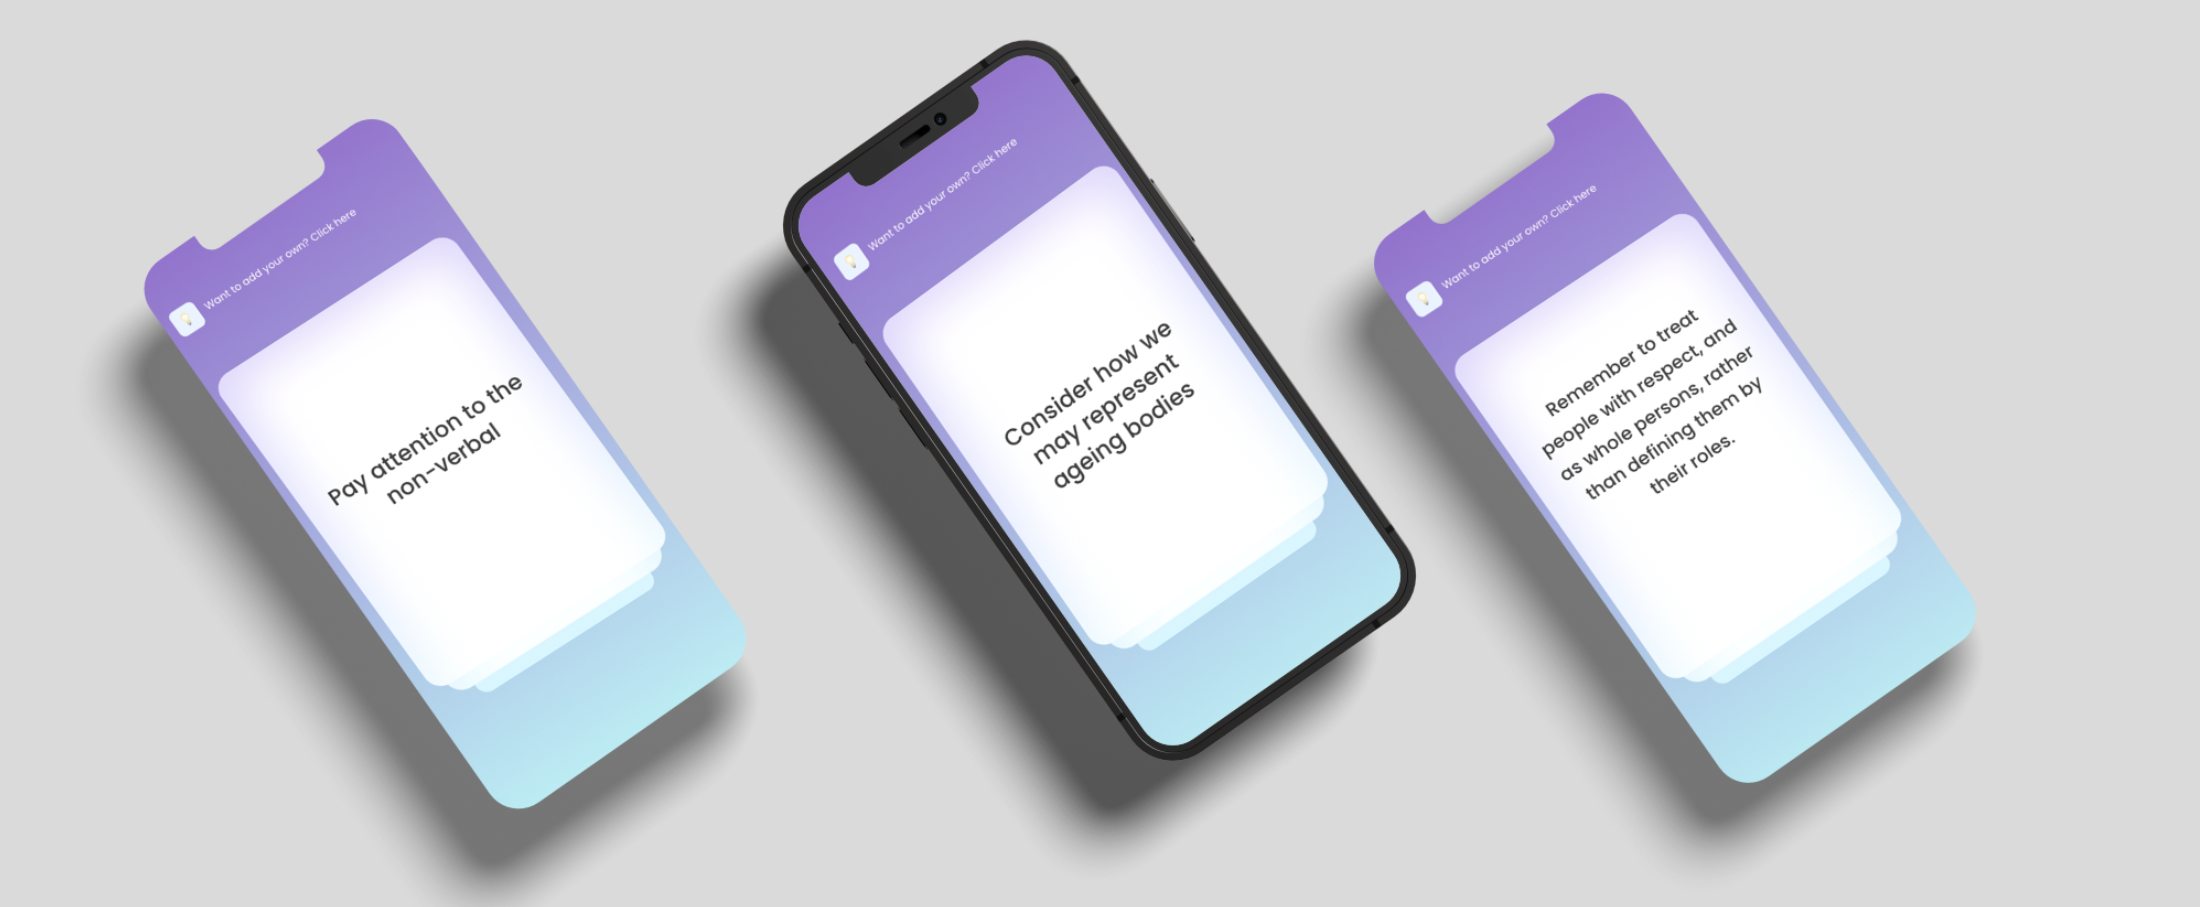 Want to add your own? Click here
Pay attention to the
non-verbal
Want to add your own? Click here
Consider how we
may represent
ageing bodies
Want to add your own? Click here
Remember to treat
people with respect, and
as whole persons, rather
than defining them by
their roles.